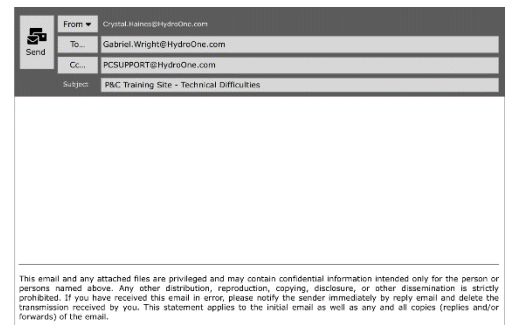 From ▾ Crystal.Haines@HydroOne.com
Send
To... Gabriel.Wright@HydroOne.com
Cc... PCSUPPORT@HydroOne.com
Subject P&C Training Site - Technical Difficulties
This email and any attached files are privileged and may contain confidential information intended only for the person or
persons named above. Any other distribution, reproduction, copying, disclosure, or other dissemination is strictly
prohibited. If you have received this email in error, please notify the sender immediately by reply email and delete the
transmission received by you. This statement applies to the initial email as well as any and all copies (replies and/or
forwards) of the email.